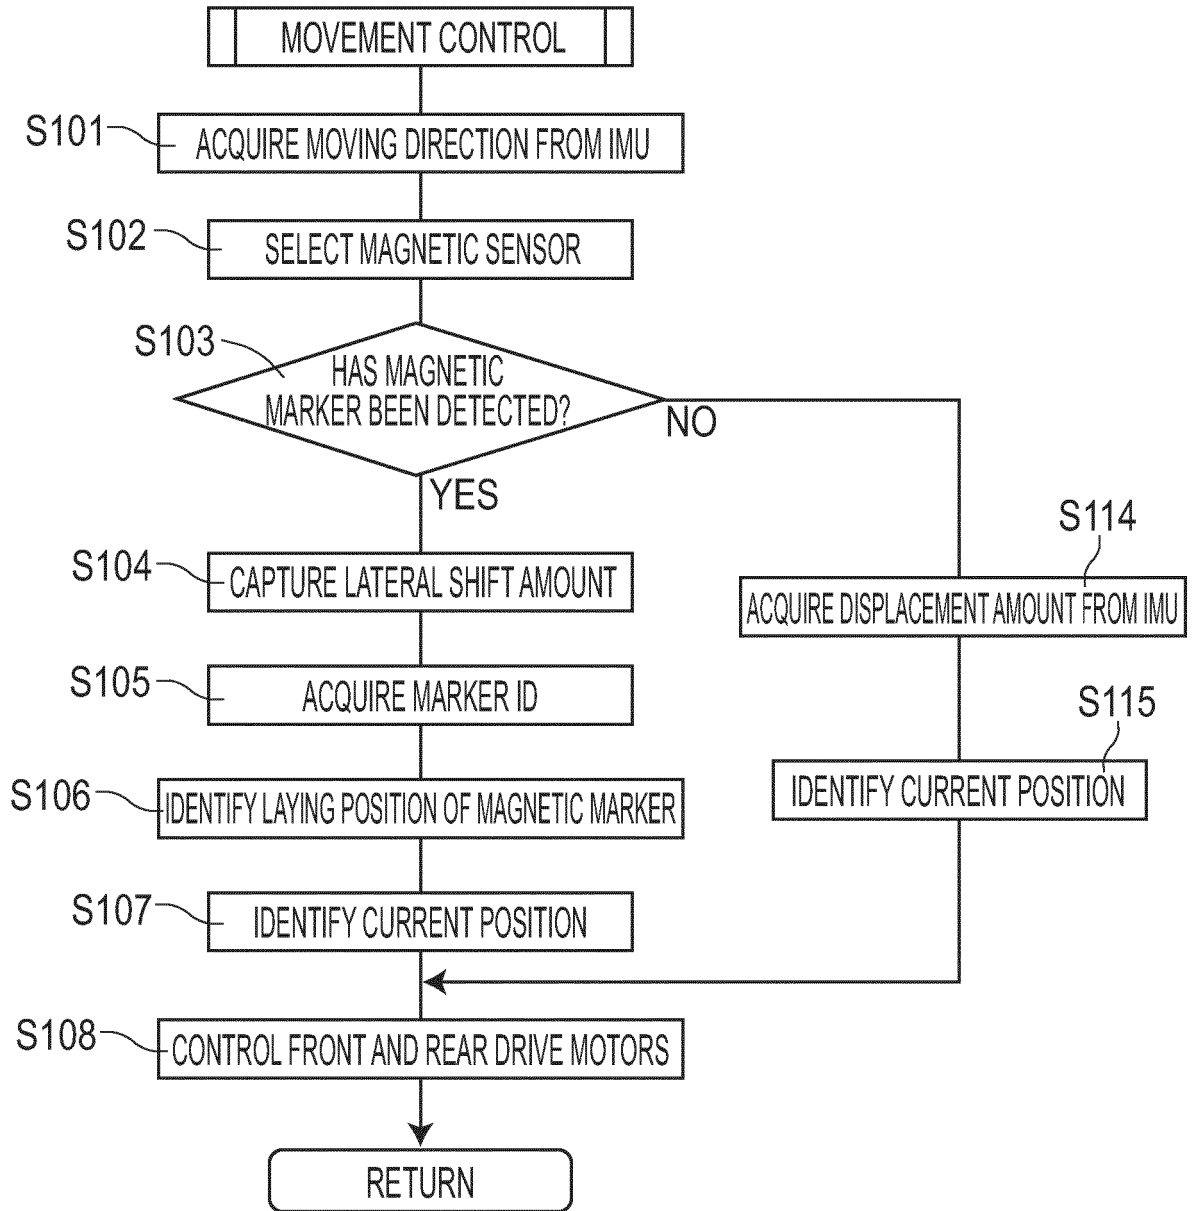 MOVEMENT CONTROL
S101
ACQUIRE MOVING DIRECTION FROM IMU
S102
SELECT MAGNETIC SENSOR
S103
HAS MAGNETIC
MARKER BEEN DETECTED?
NO
YES
S104
CAPTURE LATERAL SHIFT AMOUNT
S105
ACQUIRE MARKER ID
S106
IDENTIFY LAYING POSITION OF MAGNETIC MARKER
S107
IDENTIFY CURRENT POSITION
S114
ACQUIRE DISPLACEMENT AMOUNT FROM IMU
S115
IDENTIFY CURRENT POSITION
S108
CONTROL FRONT AND REAR DRIVE MOTORS
RETURN